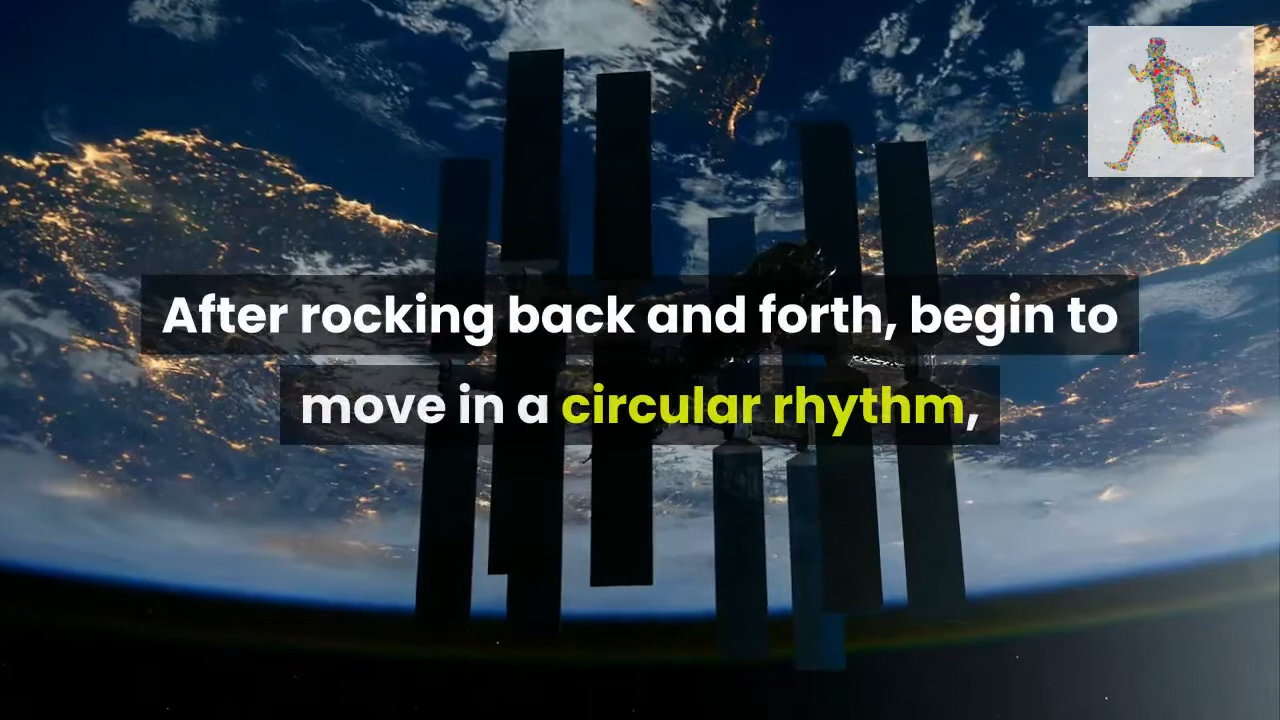 After rocking back and forth, begin to
move in a circular rhythm,